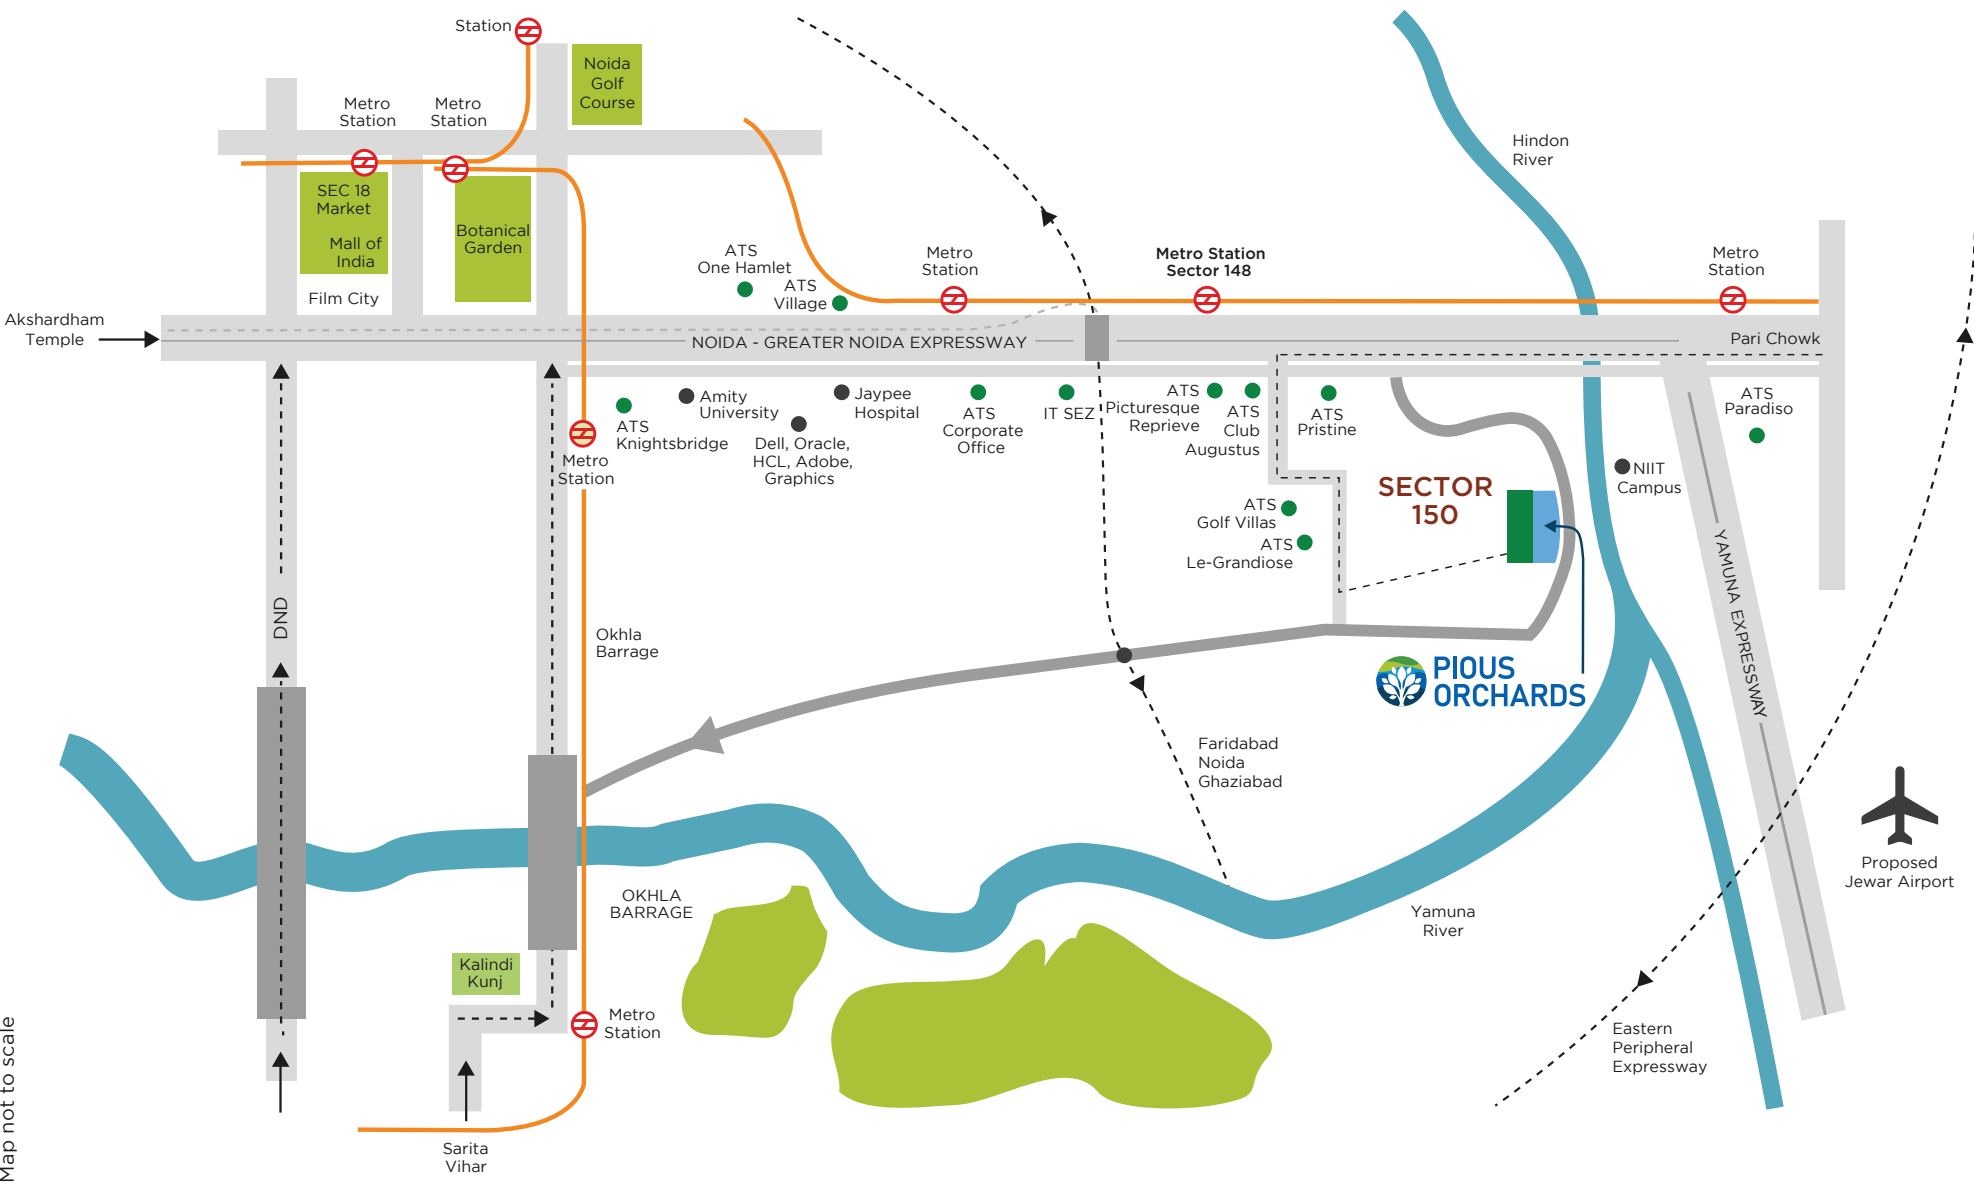 Station
Noida
Golf
Course
Metro
Station
Metro
Station
SEC 18
Market
Mall of
India
Botanical
Garden
Film City
Akshardham
Temple
ATS
One Hamlet
ATS
Village
Metro
Station
Metro Station
Sector 148
Hindon
River
Metro
Station
NOIDA - GREATER NOIDA EXPRESSWAY
Pari Chowk
ATS
Knightsbridge
Amity
University
Dell, Oracle,
HCL, Adobe,
Graphics
Jaypee
Hospital
ATS
Corporate
Office
IT SEZ
ATS
Picturesque
Reprieve
ATS
Club
Augustus
ATS
Pristine
ATS
Paradiso
Metro
Station
NIIT
Campus
SECTOR
150
ATS
Golf Villas
ATS
Le-Grandiose
YAMUNA EXPRESSWAY
DND
Okhla
Barrage
PIOUS
ORCHARDS
Faridabad
Noida
Ghaziabad
Proposed
Jewar Airport
OKHLA
BARRAGE
Yamuna
River
Kalindi
Kunj
Metro
Station
Eastern
Peripheral
Expressway
Sarita
Vihar
Map not to scale